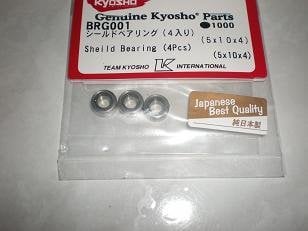 KYOSHO
Genuine Kyosho Parts
BRG001 ●1000
シールドベアリング (4入り) (5x10x4)
Sheild Bearing (4Pcs) (5x10x4)
TEAM KYOSHO K INTERNATIONAL
Japanese
Best Quality
純日本製